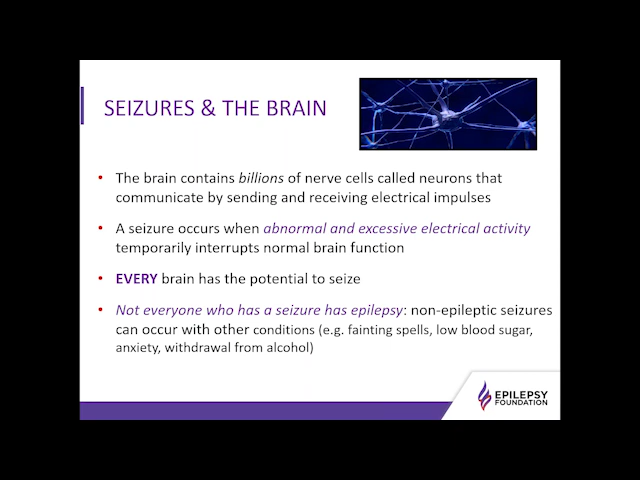 SEIZURES & THE BRAIN
• The brain contains billions of nerve cells called neurons that
communicate by sending and receiving electrical impulses
• A seizure occurs when abnormal and excessive electrical activity
temporarily interrupts normal brain function
• EVERY brain has the potential to seize
• Not everyone who has a seizure has epilepsy: non-epileptic seizures
can occur with other conditions (e.g. fainting spells, low blood sugar,
anxiety, withdrawal from alcohol)
EPILEPSY
FOUNDATION